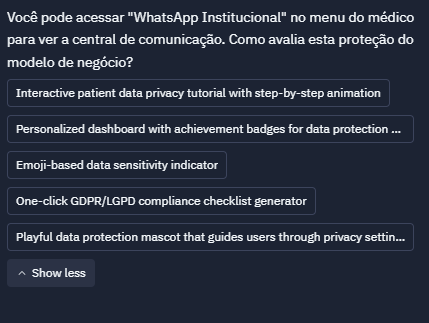 Você pode acessar "WhatsApp Institucional" no menu do médico
para ver a central de comunicação. Como avalia esta proteção do
modelo de negócio?
Interactive patient data privacy tutorial with step-by-step animation
Personalized dashboard with achievement badges for data protection ...
Emoji-based data sensitivity indicator
One-click GDPR/LGPD compliance checklist generator
Playful data protection mascot that guides users through privacy settin...
Show less